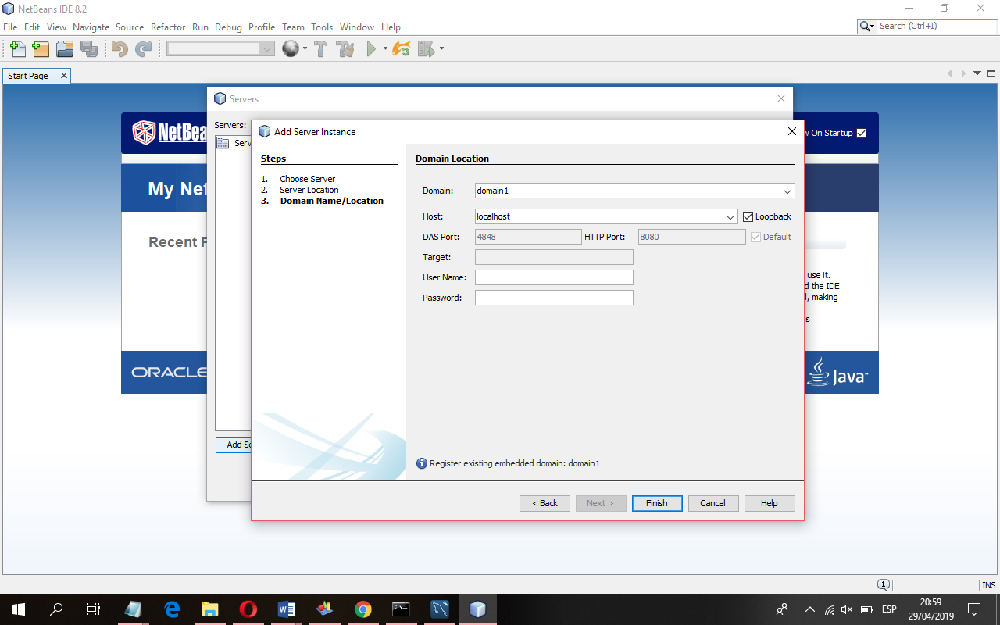 NetBeans IDE 8.2
File Edit View Navigate Source Refactor Run Debug Profile Team Tools Window Help
Search (Ctrl+I)
Start Page
Servers
Servers:
Add Server Instance
Steps
1. Choose Server
2. Server Location
3. Domain Name/Location
Domain Location
Domain: domain1
Host: localhost Loopback
DAS Port: 4848 HTTP Port: 8080 Default
Target:
User Name:
Password:
Register existing embedded domain: domain1
< Back Next > Finish Cancel Help
Serv
Add Se
NetBea
On Startup
My Net
Recent F
use it.
d the IDE
d, making
es
ORACLE
Java
1
INS
ESP
20:59
29/04/2019